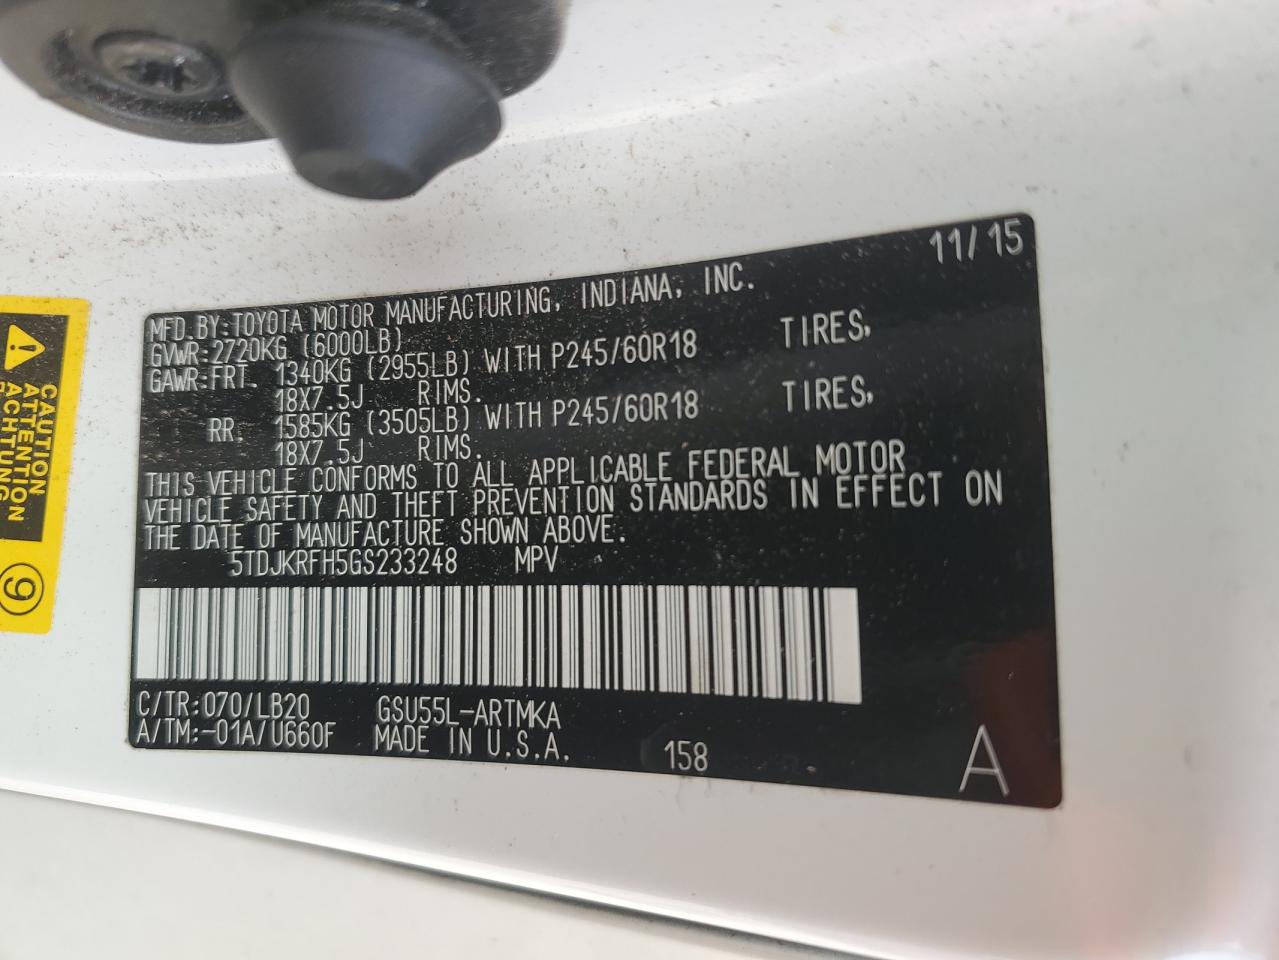 11/15
MFD.BY:TOYOTA MOTOR MANUFACTURING, INDIANA, INC.
GVWR:2720KG (6000LB)
GAWR:FRT. 1340KG (2955LB) WITH P245/60R18 TIRES,
18X7.5J RIMS.
RR. 1585KG (3505LB) WITH P245/60R18 TIRES,
18X7.5J RIMS.
THIS VEHICLE CONFORMS TO ALL APPLICABLE FEDERAL MOTOR
VEHICLE SAFETY AND THEFT PREVENTION STANDARDS IN EFFECT ON
THE DATE OF MANUFACTURE SHOWN ABOVE.
5TDJKRFH5GS233248 MPV
C/TR:070/LB20 GSU55L-ARTMKA
A/TM:-01A/U660F MADE IN U.S.A. 158 A
CAUTION
ATTENTION
ACHTUNG
9